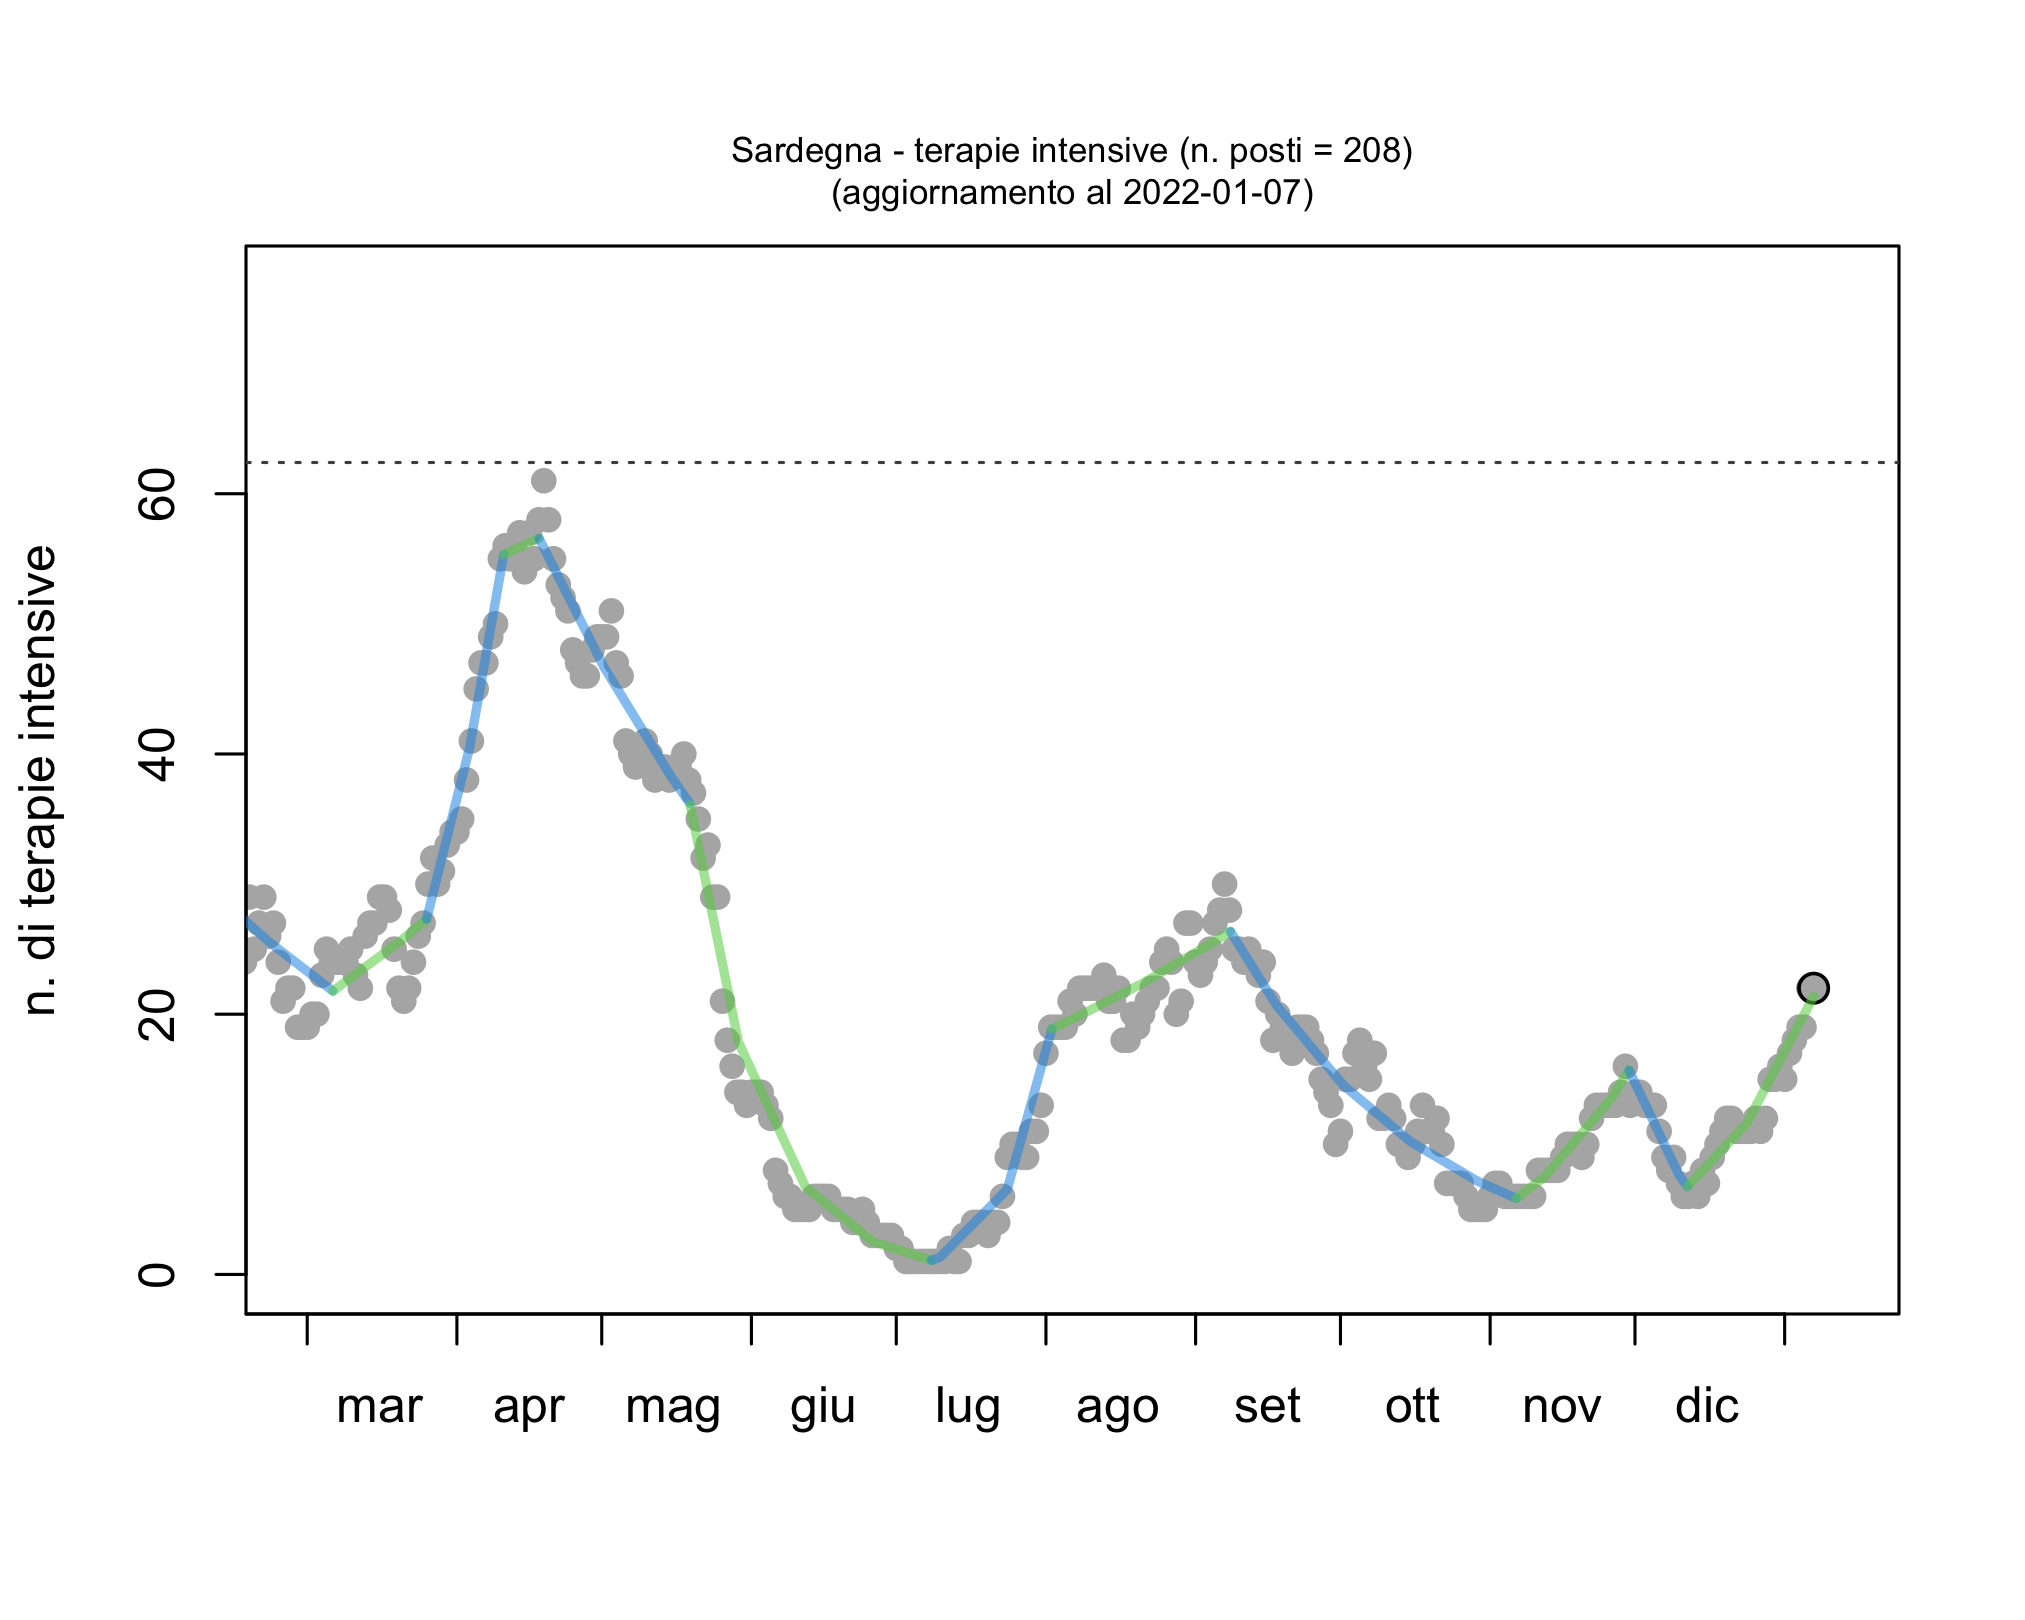 Sardegna - terapie intensive (n. posti = 208)
(aggiornamento al 2022-01-07)
n. di terapie intensive
60
40
20
0
mar apr mag giu lug ago set ott nov dic